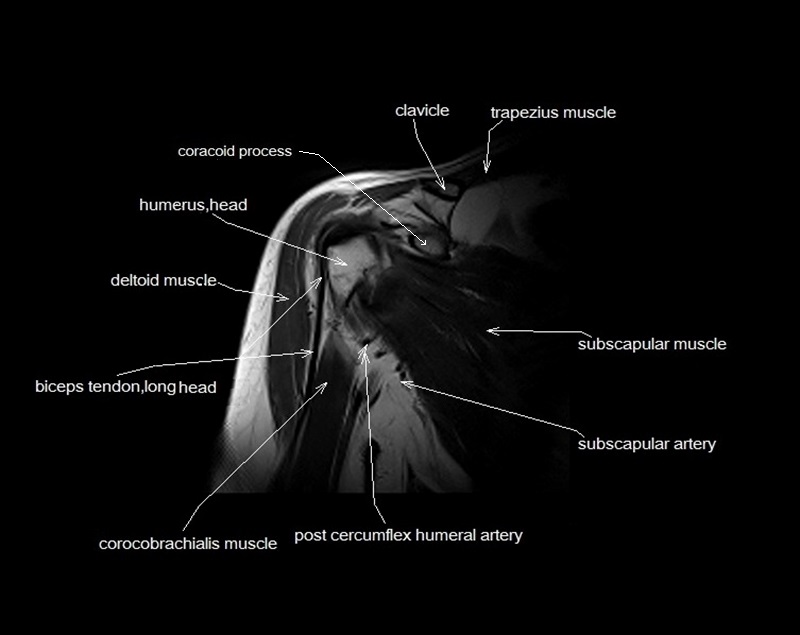 clavicle
trapezius muscle
coracoid process
humerus,head
deltoid muscle
subscapular muscle
biceps tendon,long head
subscapular artery
post cercumflex humeral artery
corocobrachialis muscle